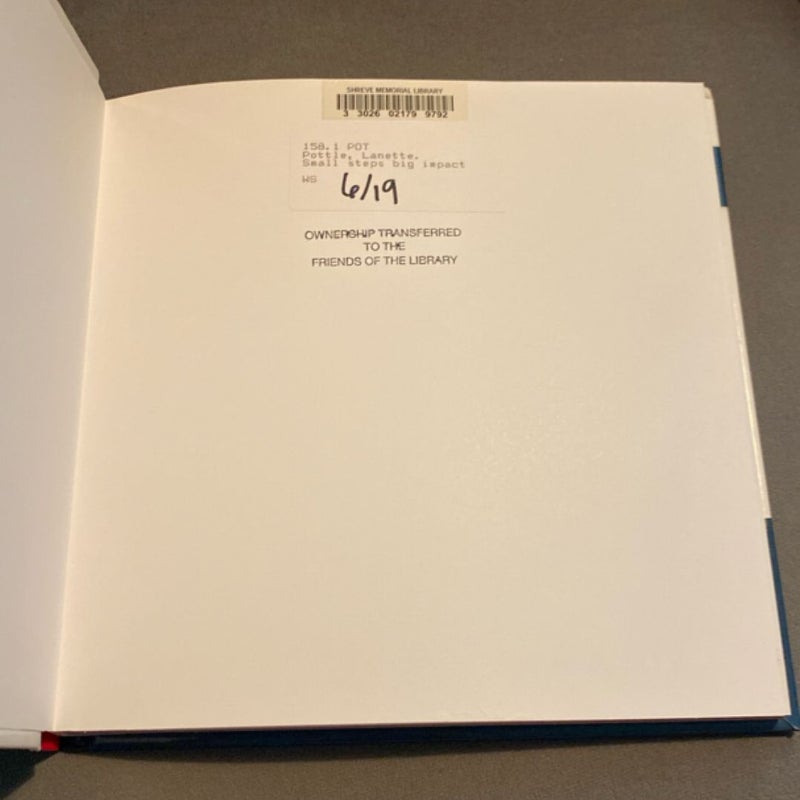 SHREVE MEMORIAL LIBRARY
3 3026 02179 9792
158.1 POT
Pottle, Lanette.
Small steps big impact
WS 6/19
OWNERSHIP TRANSFERRED
TO THE
FRIENDS OF THE LIBRARY